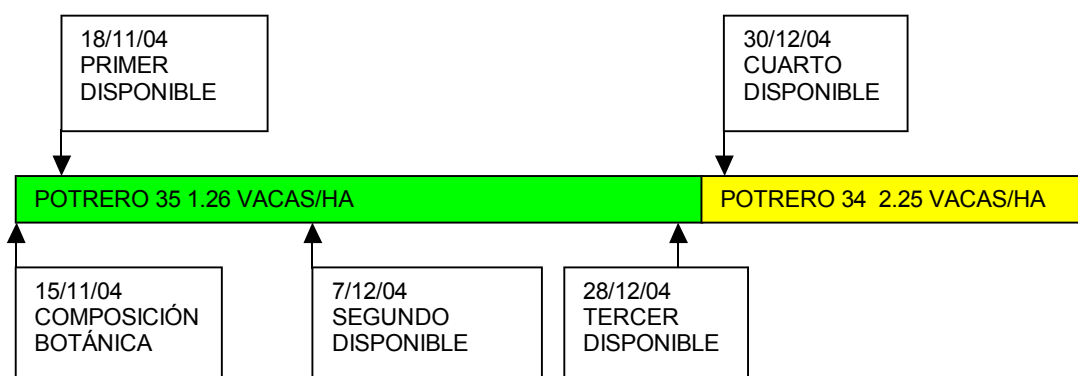 18/11/04
PRIMER
DISPONIBLE
30/12/04
CUARTO
DISPONIBLE
POTRERO 35 1.26 VACAS/HA
POTRERO 34 2.25 VACAS/HA
15/11/04
COMPOSICIÓN
BOTÁNICA
7/12/04
SEGUNDO
DISPONIBLE
28/12/04
TERCER
DISPONIBLE